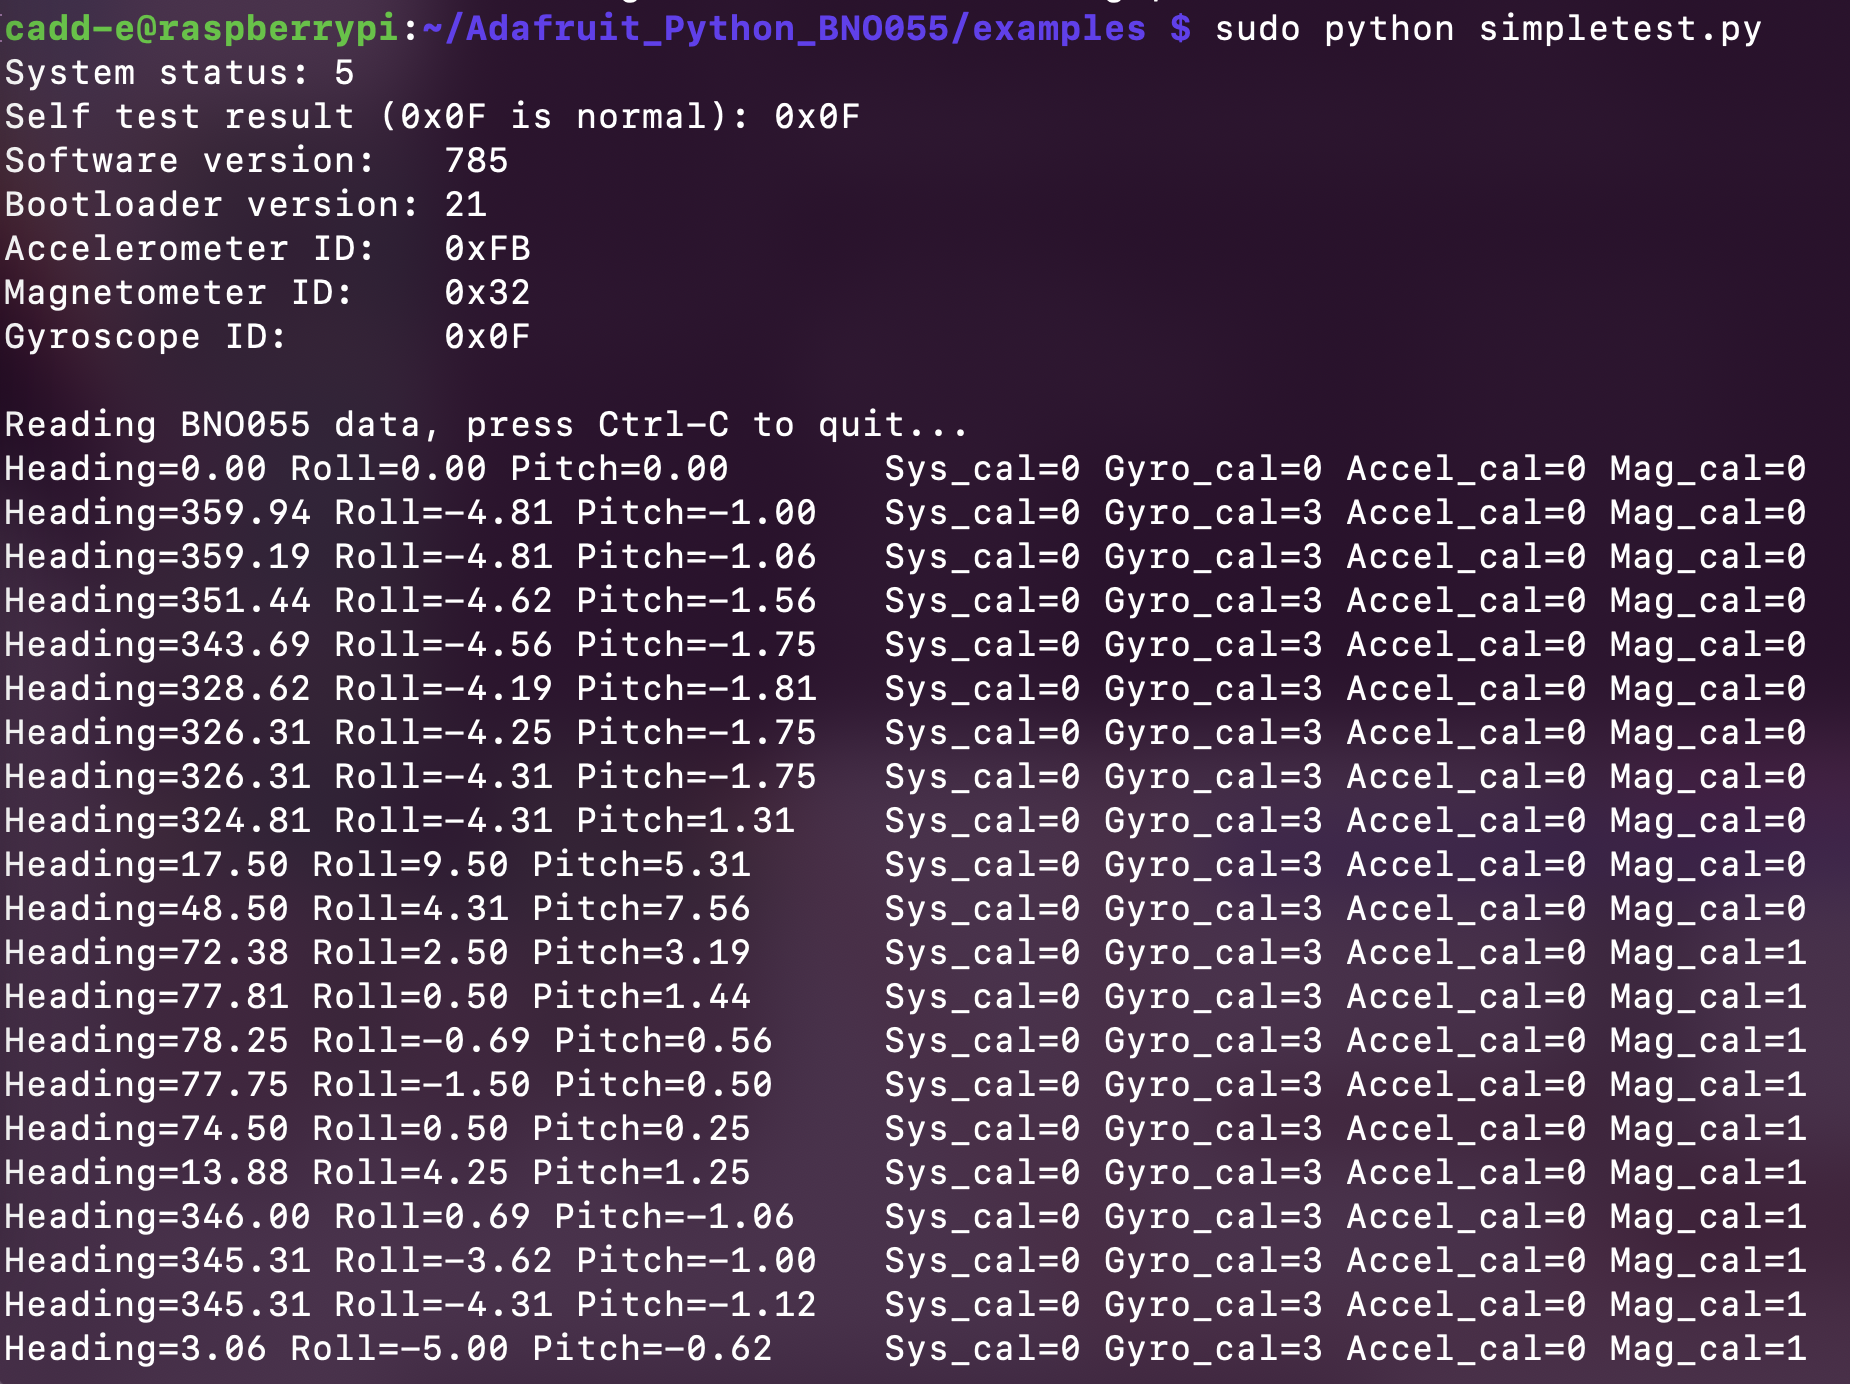 cadd-e@raspberrypi:~/Adafruit_Python_BNO055/examples $ sudo python simpletest.py
System status: 5
Self test result (0x0F is normal): 0x0F
Software version:   785
Bootloader version: 21
Accelerometer ID:   0xFB
Magnetometer ID:    0x32
Gyroscope ID:       0x0F

Reading BNO055 data, press Ctrl-C to quit...
Heading=0.00 Roll=0.00 Pitch=0.00       Sys_cal=0 Gyro_cal=0 Accel_cal=0 Mag_cal=0
Heading=359.94 Roll=-4.81 Pitch=-1.00   Sys_cal=0 Gyro_cal=3 Accel_cal=0 Mag_cal=0
Heading=359.19 Roll=-4.81 Pitch=-1.06   Sys_cal=0 Gyro_cal=3 Accel_cal=0 Mag_cal=0
Heading=351.44 Roll=-4.62 Pitch=-1.56   Sys_cal=0 Gyro_cal=3 Accel_cal=0 Mag_cal=0
Heading=343.69 Roll=-4.56 Pitch=-1.75   Sys_cal=0 Gyro_cal=3 Accel_cal=0 Mag_cal=0
Heading=328.62 Roll=-4.19 Pitch=-1.81   Sys_cal=0 Gyro_cal=3 Accel_cal=0 Mag_cal=0
Heading=326.31 Roll=-4.25 Pitch=-1.75   Sys_cal=0 Gyro_cal=3 Accel_cal=0 Mag_cal=0
Heading=326.31 Roll=-4.31 Pitch=-1.75   Sys_cal=0 Gyro_cal=3 Accel_cal=0 Mag_cal=0
Heading=324.81 Roll=-4.31 Pitch=1.31    Sys_cal=0 Gyro_cal=3 Accel_cal=0 Mag_cal=0
Heading=17.50 Roll=9.50 Pitch=5.31      Sys_cal=0 Gyro_cal=3 Accel_cal=0 Mag_cal=0
Heading=48.50 Roll=4.31 Pitch=7.56      Sys_cal=0 Gyro_cal=3 Accel_cal=0 Mag_cal=0
Heading=72.38 Roll=2.50 Pitch=3.19      Sys_cal=0 Gyro_cal=3 Accel_cal=0 Mag_cal=1
Heading=77.81 Roll=0.50 Pitch=1.44      Sys_cal=0 Gyro_cal=3 Accel_cal=0 Mag_cal=1
Heading=78.25 Roll=-0.69 Pitch=0.56     Sys_cal=0 Gyro_cal=3 Accel_cal=0 Mag_cal=1
Heading=77.75 Roll=-1.50 Pitch=0.50     Sys_cal=0 Gyro_cal=3 Accel_cal=0 Mag_cal=1
Heading=74.50 Roll=0.50 Pitch=0.25      Sys_cal=0 Gyro_cal=3 Accel_cal=0 Mag_cal=1
Heading=13.88 Roll=4.25 Pitch=1.25      Sys_cal=0 Gyro_cal=3 Accel_cal=0 Mag_cal=1
Heading=346.00 Roll=0.69 Pitch=-1.06    Sys_cal=0 Gyro_cal=3 Accel_cal=0 Mag_cal=1
Heading=345.31 Roll=-3.62 Pitch=-1.00   Sys_cal=0 Gyro_cal=3 Accel_cal=0 Mag_cal=1
Heading=345.31 Roll=-4.31 Pitch=-1.12   Sys_cal=0 Gyro_cal=3 Accel_cal=0 Mag_cal=1
Heading=3.06 Roll=-5.00 Pitch=-0.62     Sys_cal=0 Gyro_cal=3 Accel_cal=0 Mag_cal=1